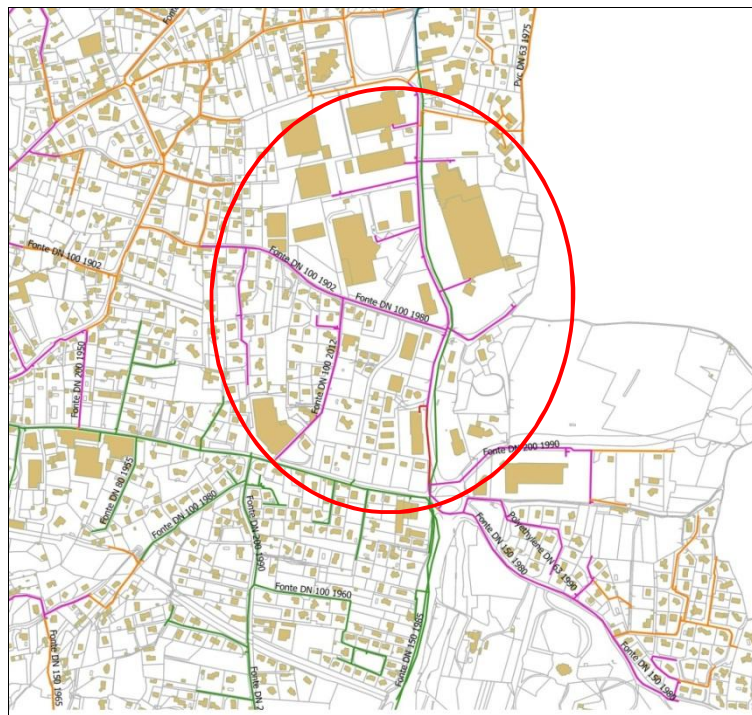 Pvc DN 63 1975
Fonte DN 100 1902
Fonte DN 100 1902
Fonte DN 100 1980
Fonte DN 100 2012
Fonte DN 200 1950
Fonte DN 200 1990
Fonte DN 80 1955
Fonte DN 100 1980
Fonte DN 200 1990
Fonte DN 150 1980
Polyethylène DN 63 1990
Fonte DN 100 1960
Fonte DN 150 1985
Fonte DN 150 1965
Fonte DN 150 1980
Fonte DN